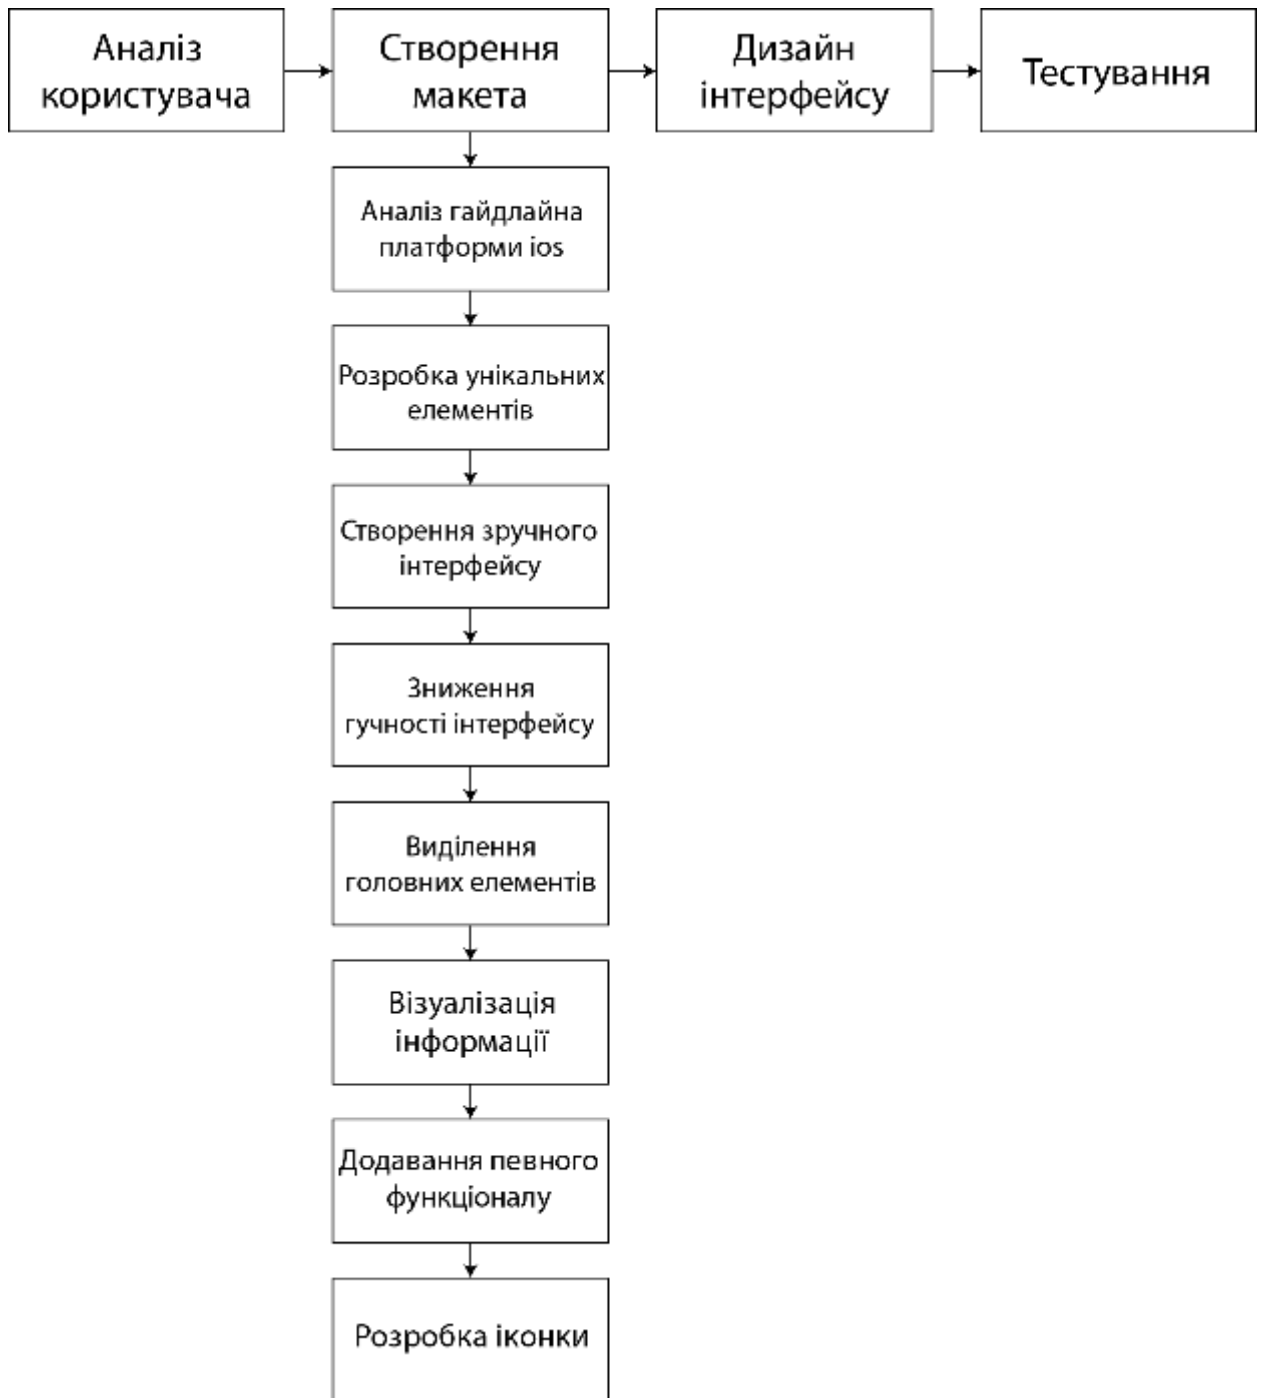 Аналіз
користувача
Створення
макета
Дизайн
інтерфейсу
Тестування
Аналіз гайдлайна
платформи ios
Розробка унікальних
елементів
Створення зручного
інтерфейсу
Зниження
гучності інтерфейсу
Виділення
головних елементів
Візуалізація
інформації
Додавання певного
функціоналу
Розробка іконки